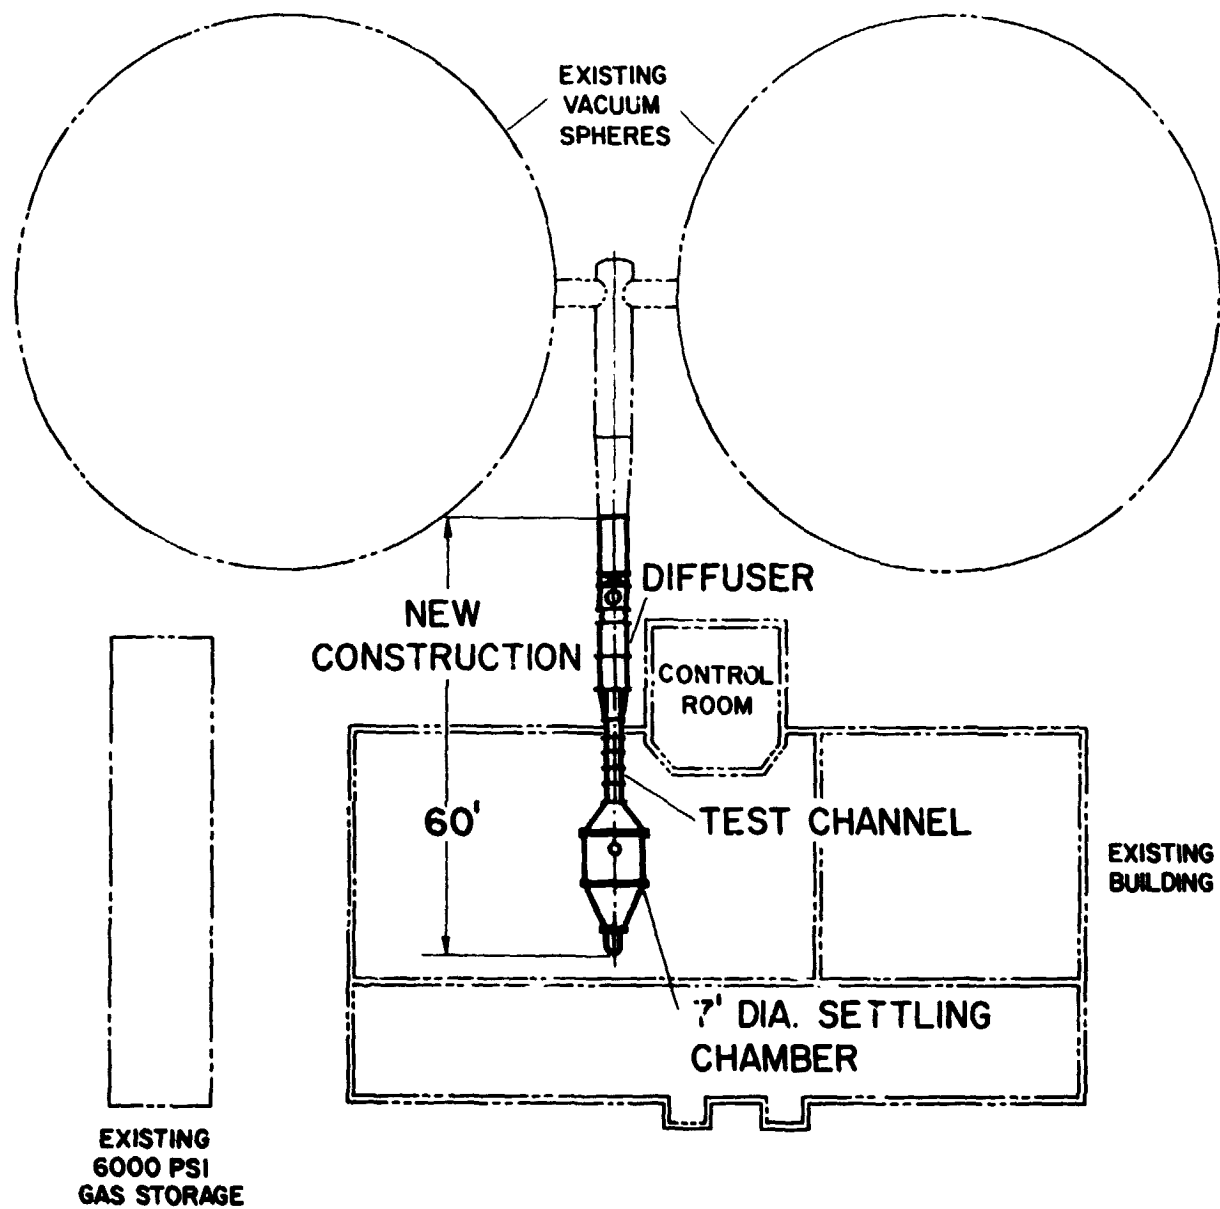 EXISTING
VACUUM
SPHERES
DIFFUSER
NEW
CONSTRUCTION
CONTROL
ROOM
60'
TEST CHANNEL
EXISTING
BUILDING
7' DIA. SETTLING
CHAMBER
EXISTING
6000 PSI
GAS STORAGE